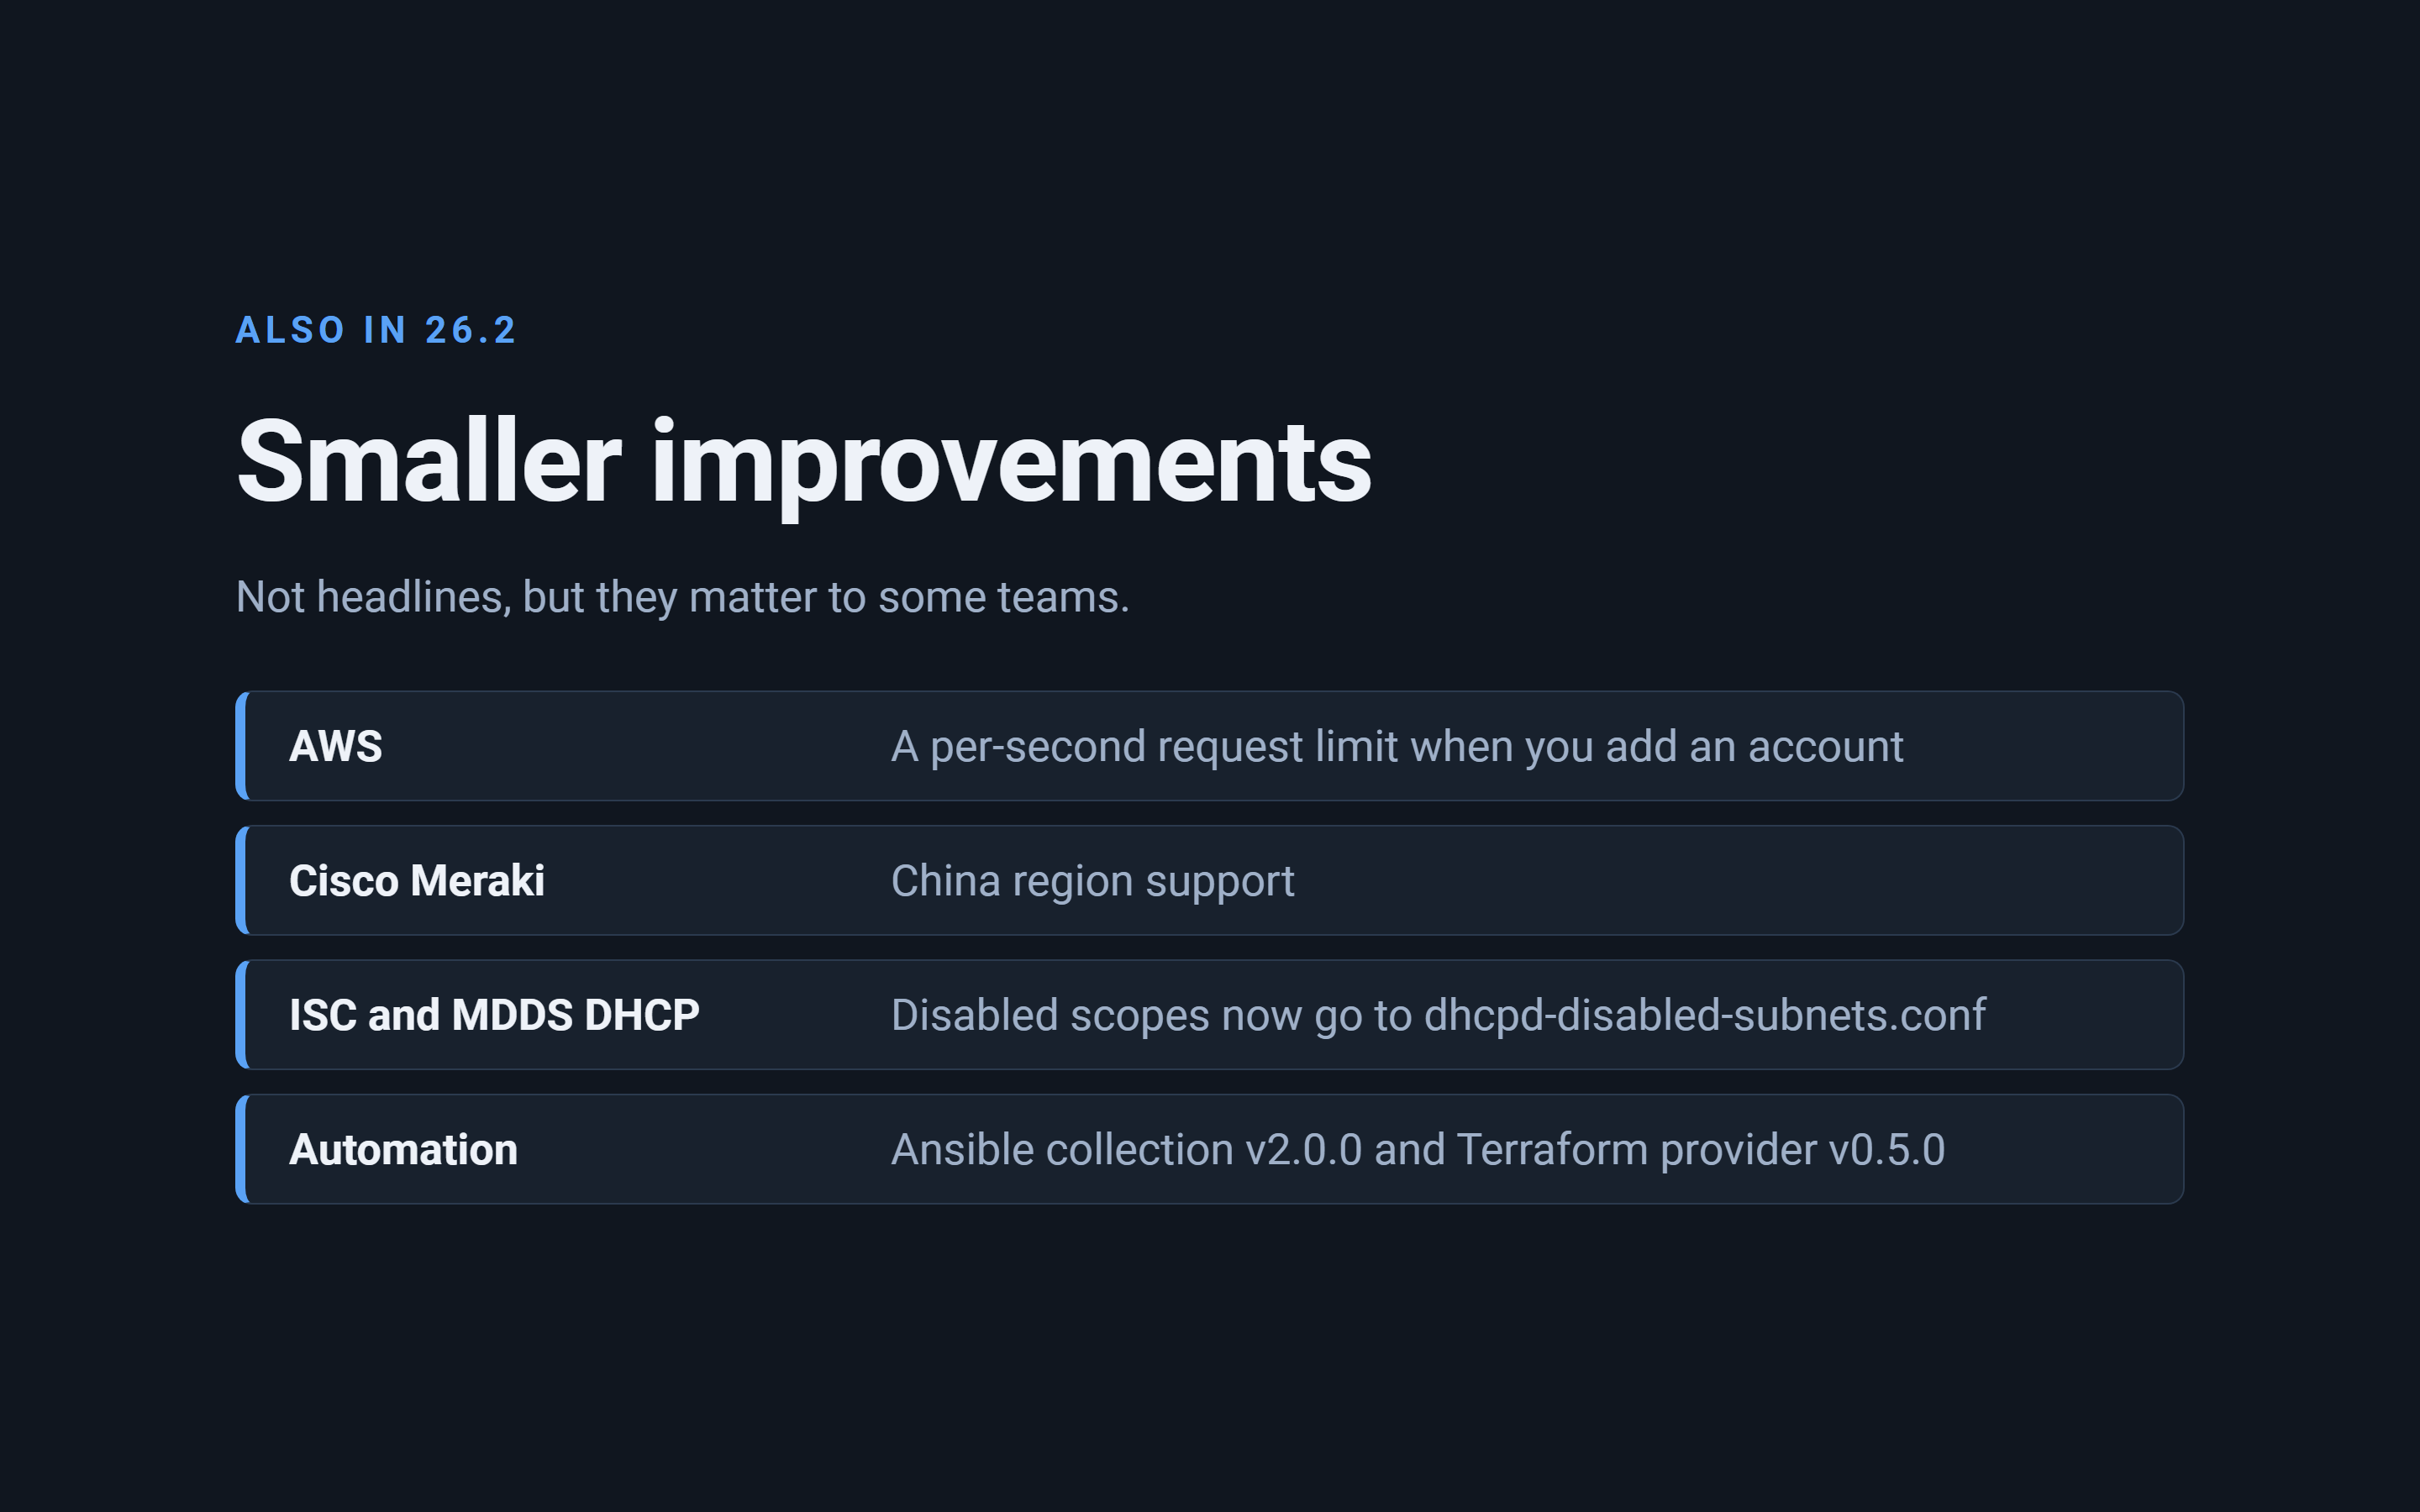 ALSO IN 26.2
Smaller improvements
Not headlines, but they matter to some teams.
AWS A per-second request limit when you add an account
Cisco Meraki China region support
ISC and MDDS DHCP Disabled scopes now go to dhcpd-disabled-subnets.conf
Automation Ansible collection v2.0.0 and Terraform provider v0.5.0